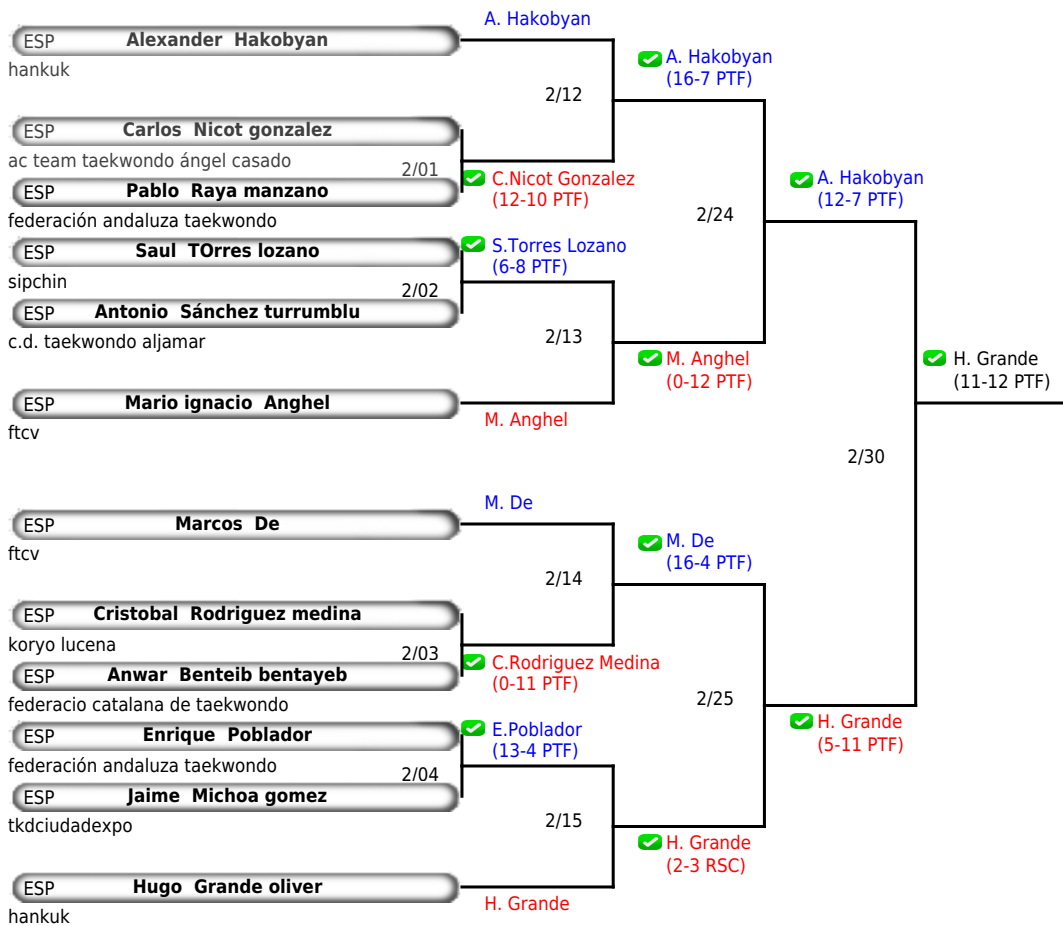 A. Hakobyan
ESP Alexander Hakobyan
hankuk
2/12
A. Hakobyan
(16-7 PTF)
ESP Carlos Nicot gonzalez
ac team taekwondo ángel casado
2/01
ESP Pablo Raya manzano
federación andaluza taekwondo
C.Nicot Gonzalez
(12-10 PTF)
2/24
A. Hakobyan
(12-7 PTF)
ESP Saul TOrres lozano
sipchin
2/02
S.Torres Lozano
(6-8 PTF)
ESP Antonio Sánchez turrumblu
c.d. taekwondo aljamar
2/13
M. Anghel
(0-12 PTF)
ESP Mario ignacio Anghel
ftcv
M. Anghel
H. Grande
(11-12 PTF)
2/30
M. De
ESP Marcos De
ftcv
2/14
M. De
(16-4 PTF)
ESP Cristobal Rodriguez medina
koryo lucena
2/03
ESP Anwar Benteib bentayeb
federacio catalana de taekwondo
C.Rodriguez Medina
(0-11 PTF)
2/25
H. Grande
(5-11 PTF)
ESP Enrique Poblador
federación andaluza taekwondo
2/04
E.Poblador
(13-4 PTF)
ESP Jaime Michoa gomez
tkdciudadexpo
2/15
H. Grande
(2-3 RSC)
ESP Hugo Grande oliver
hankuk
H. Grande